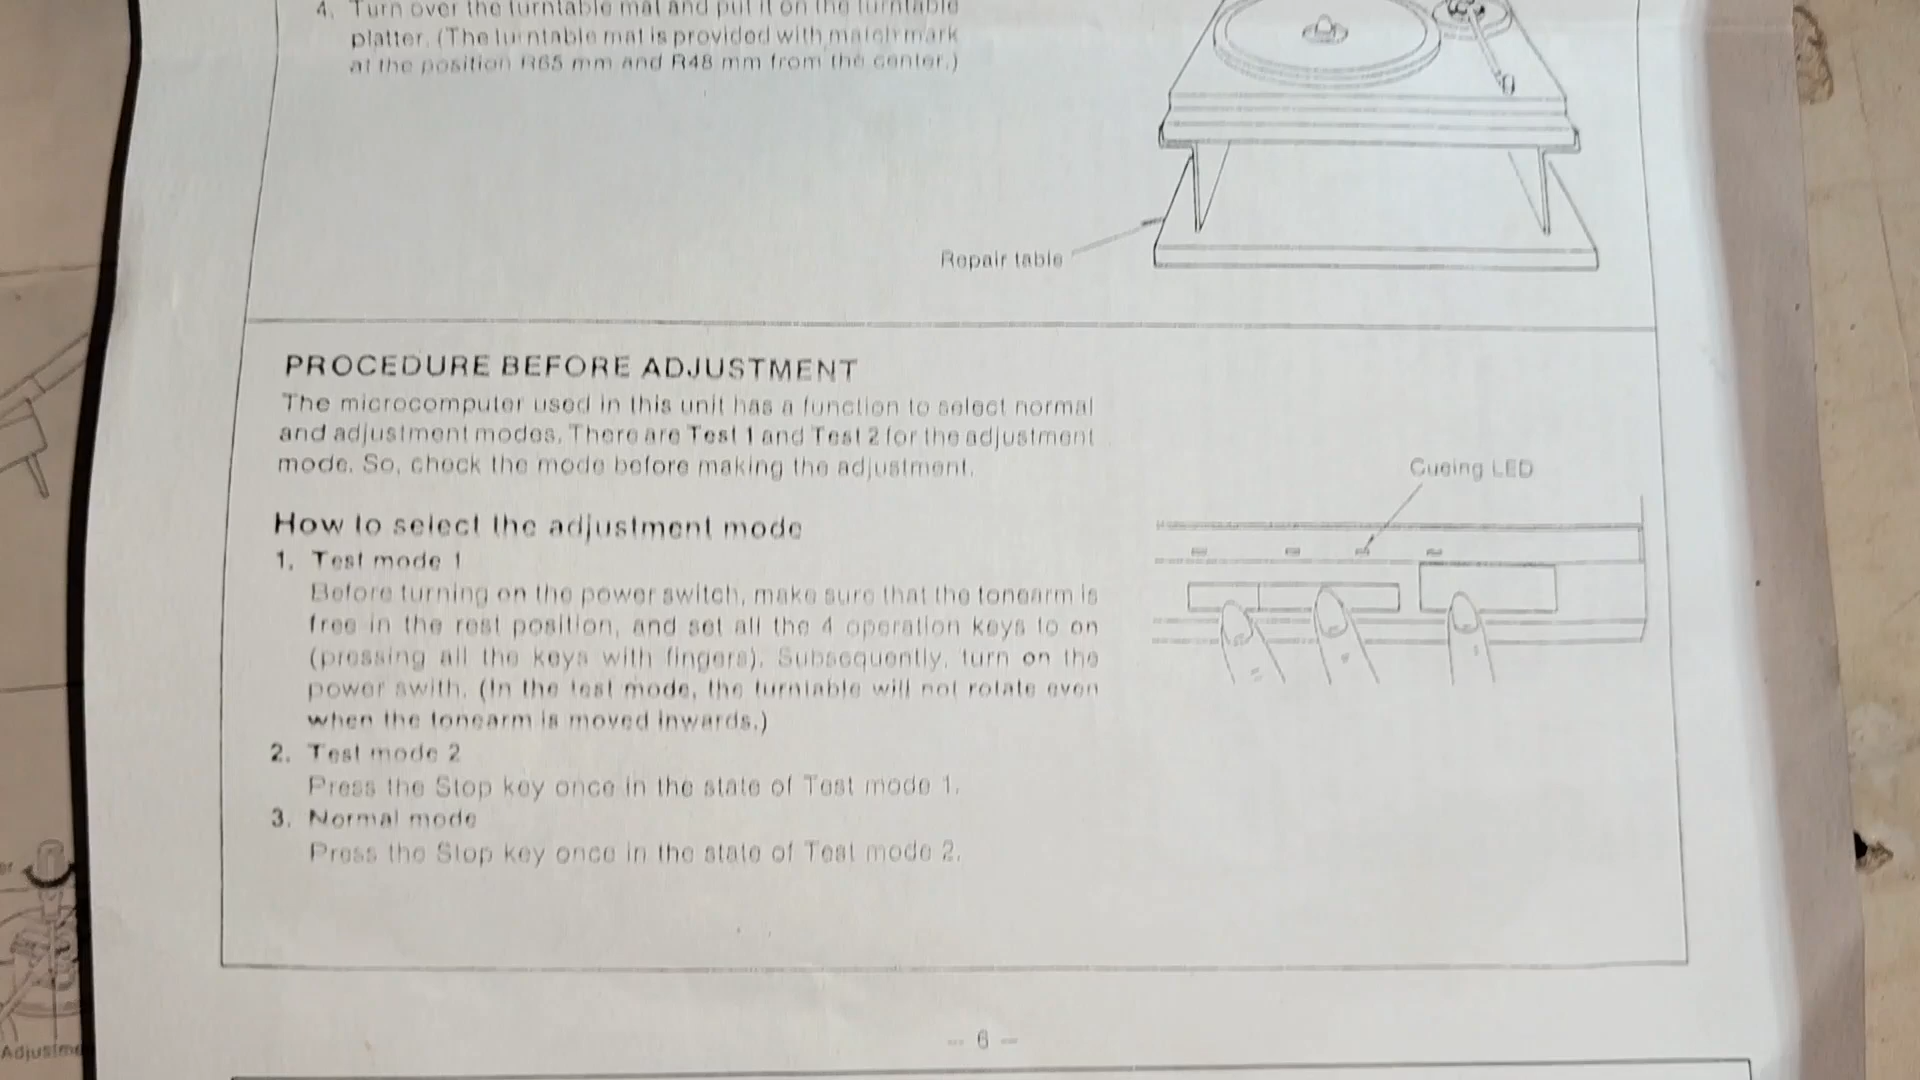 4. Turn over the turntable mat and put it on the turntable
platter. (The turntable mat is provided with match mark
at the position R65 mm and R48 mm from the center.)
Repair table
PROCEDURE BEFORE ADJUSTMENT
The microcomputer used in this unit has a function to select normal
and adjustment modes. There are Test 1 and Test 2 for the adjustment
mode. So, check the mode before making the adjustment.
Cueing LED
How to select the adjustment mode
1. Test mode 1
Before turning on the power switch, make sure that the tonearm is
free in the rest position, and set all the 4 operation keys to on
(pressing all the keys with fingers). Subsequently, turn on the
power swith. (In the test mode, the turntable will not rotate even
when the tonearm is moved inwards.)
2. Test mode 2
Press the Stop key once in the state of Test mode 1.
3. Normal mode
Press the Stop key once in the state of Test mode 2.
— 6 —